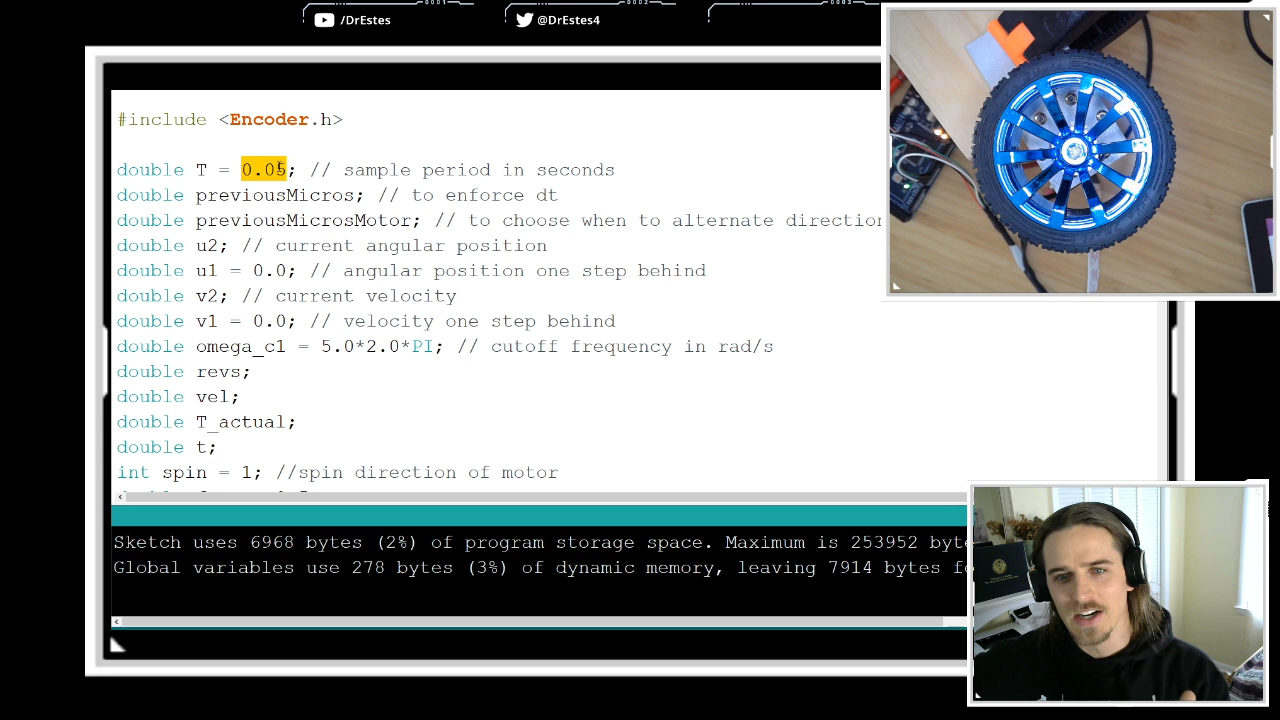 0001
0002
0003
/DrEstes
@DrEstes4
#include <Encoder.h>
double T = 0.05; // sample period in seconds
double previousMicros; // to enforce dt
double previousMicrosMotor; // to choose when to alternate direction
double u2; // current angular position
double u1 = 0.0; // angular position one step behind
double v2; // current velocity
double v1 = 0.0; // velocity one step behind
double omega_c1 = 5.0*2.0*PI; // cutoff frequency in rad/s
double revs;
double vel;
double T_actual;
double t;
int spin = 1; //spin direction of motor
Sketch uses 6968 bytes (2%) of program storage space. Maximum is 253952 byte
Global variables use 278 bytes (3%) of dynamic memory, leaving 7914 bytes fo